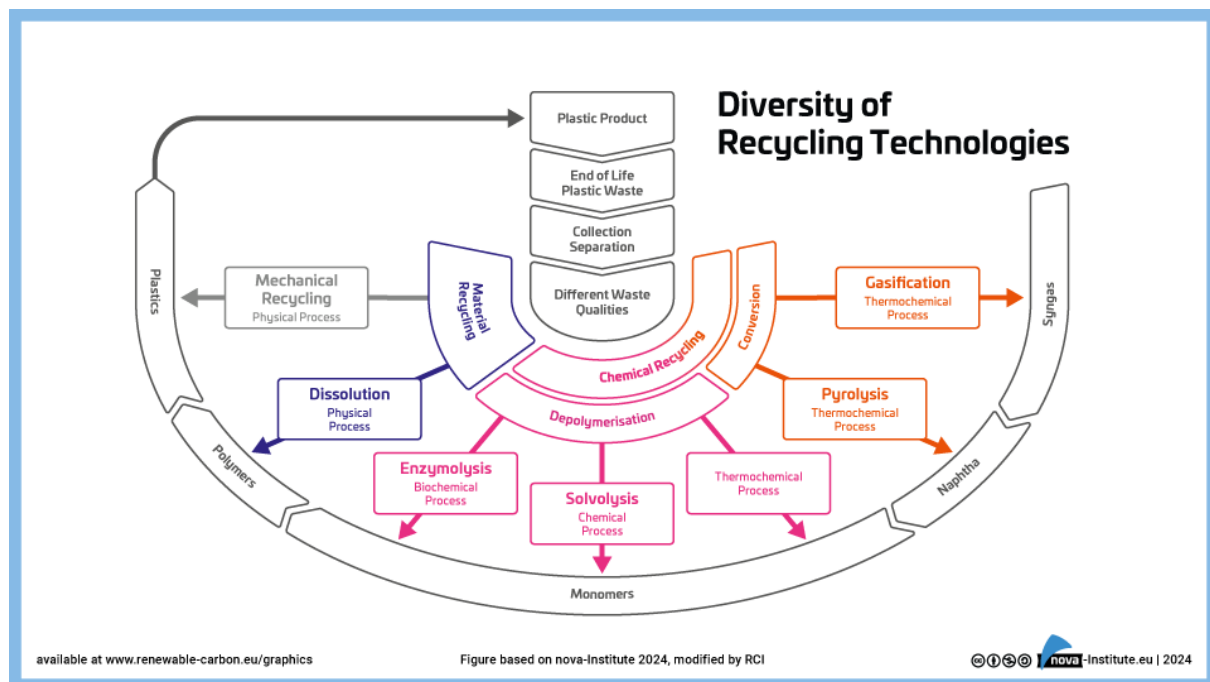 Diversity of
Recycling Technologies
Plastic Product
End of Life
Plastic Waste
Collection
Separation
Different Waste
Qualities
Material
Recycling
Chemical Recycling
Conversion
Depolymerisation
Mechanical
Recycling
Physical Process
Dissolution
Physical
Process
Enzymolysis
Biochemical
Process
Solvolysis
Chemical
Process
Thermochemical
Process
Pyrolysis
Thermochemical
Process
Gasification
Thermochemical
Process
Plastics
Polymers
Monomers
Naphtha
Syngas
available at www.renewable-carbon.eu/graphics
Figure based on nova-Institute 2024, modified by RCI
nova-Institute.eu | 2024